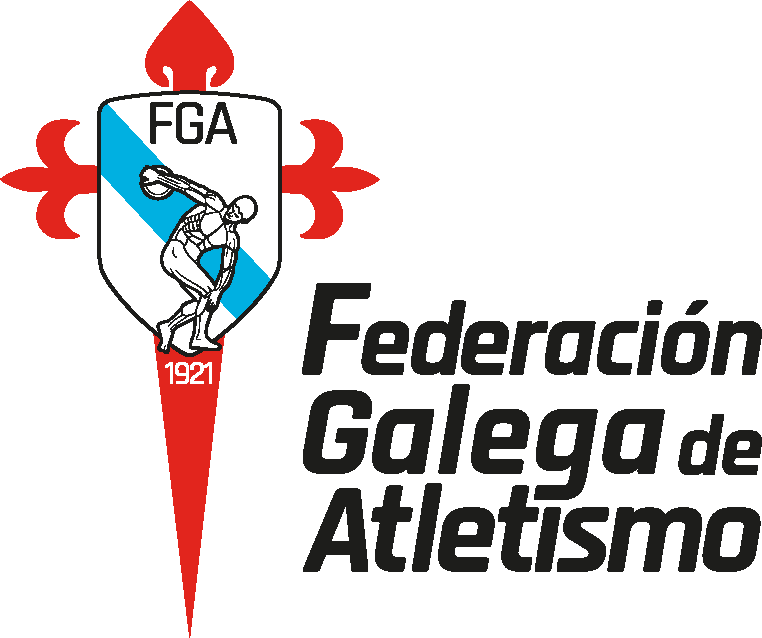 FGA
1921
Federación
Galega de
Atletismo